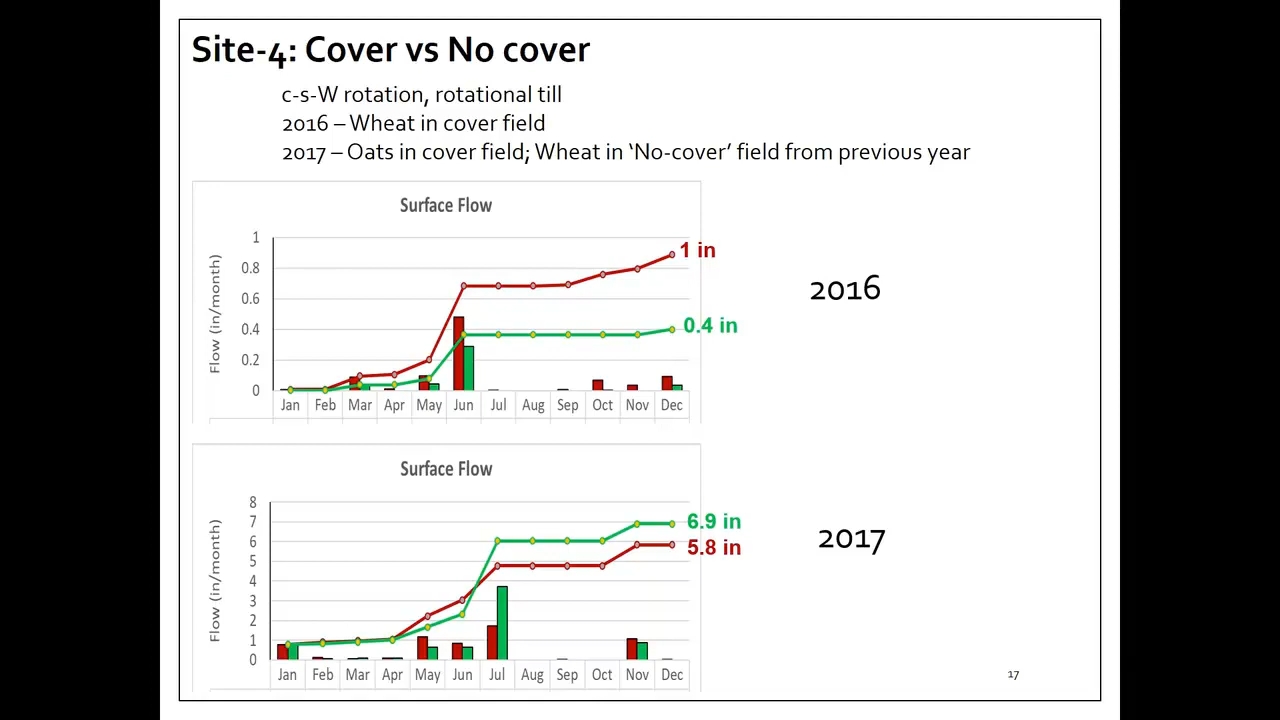 Site-4: Cover vs No cover
c-s-W rotation, rotational till
2016 – Wheat in cover field
2017 – Oats in cover field; Wheat in ‘No-cover’ field from previous year
Surface Flow
Flow (in/month)
1
0.8
0.6
0.4
0.2
0
Jan Feb Mar Apr May Jun Jul Aug Sep Oct Nov Dec
1 in
0.4 in
2016
Surface Flow
Flow (in/month)
8
7
6
5
4
3
2
1
0
Jan Feb Mar Apr May Jun Jul Aug Sep Oct Nov Dec
6.9 in
5.8 in
2017
17